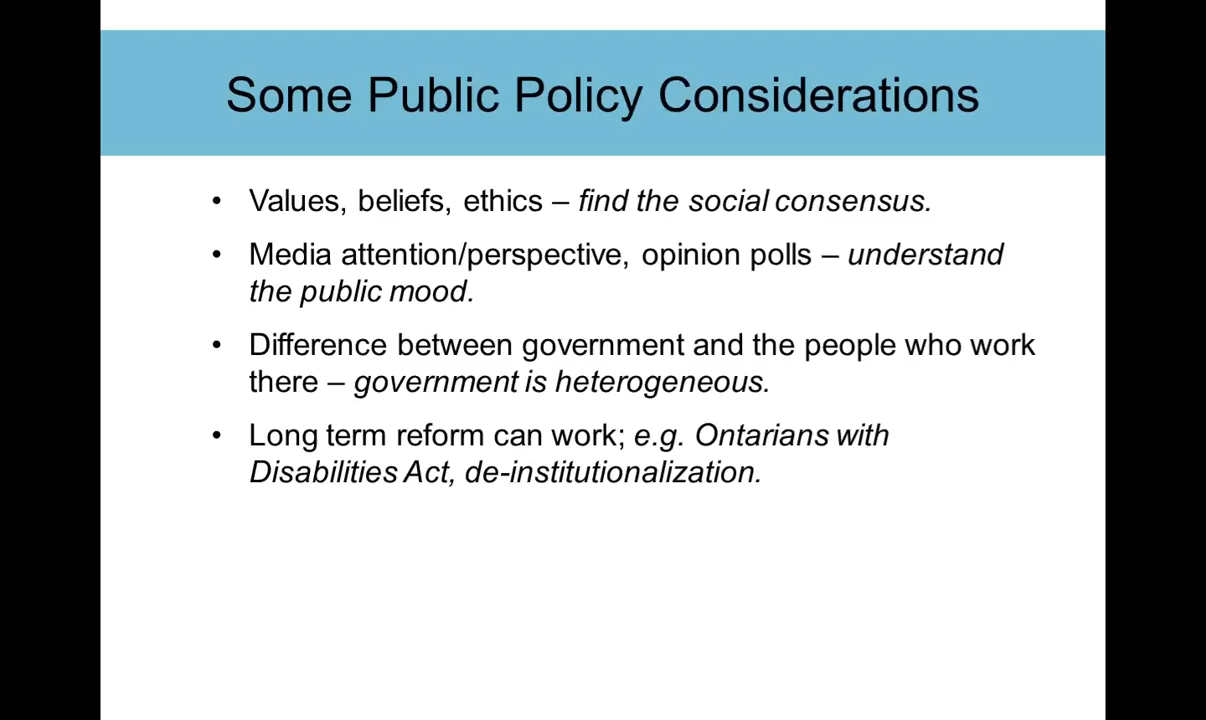 Some Public Policy Considerations
• Values, beliefs, ethics – find the social consensus.
• Media attention/perspective, opinion polls – understand
the public mood.
• Difference between government and the people who work
there – government is heterogeneous.
• Long term reform can work; e.g. Ontarians with
Disabilities Act, de-institutionalization.